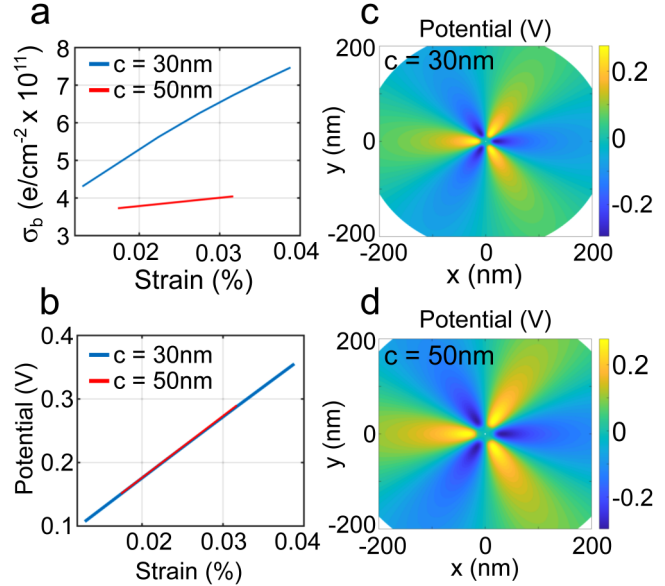 a
σb (e/cm-2 x 10^11)
8
7
6
5
4
3
c = 30nm
c = 50nm
0.02
0.03
0.04
Strain (%)
b
Potential (V)
0.4
0.3
0.2
0.1
c = 30nm
c = 50nm
0.02
0.03
0.04
Strain (%)
c
Potential (V)
c = 30nm
y (nm)
200
0
-200
-200
0
200
x (nm)
0.2
0
-0.2
d
Potential (V)
c = 50nm
y (nm)
200
0
-200
-200
0
200
x (nm)
0.2
0
-0.2